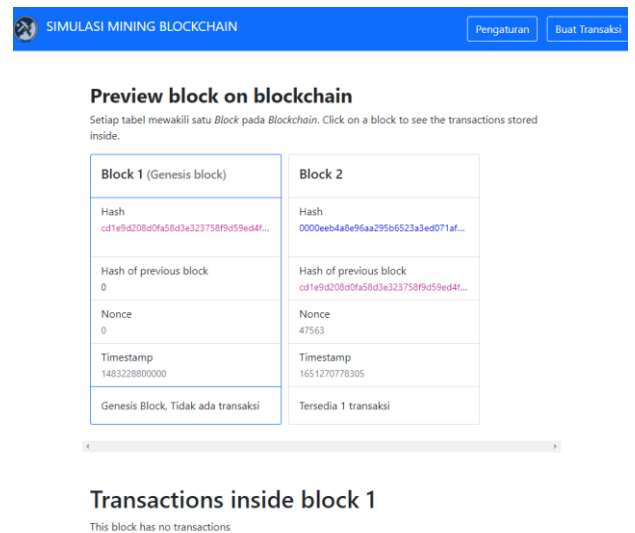 SIMULASI MINING BLOCKCHAIN
Pengaturan
Buat Transaksi
Preview block on blockchain
Setiap tabel mewakili satu Block pada Blockchain. Click on a block to see the transactions stored
inside.
Block 1 (Genesis block)
Hash
cd1e9d208d0fa58d3e323758f9d59ed4f...
Hash of previous block
0
Nonce
0
Timestamp
1483228800000
Genesis Block, Tidak ada transaksi
Block 2
Hash
0000eeb4a8e96aa295b6523a3ed071af...
Hash of previous block
cd1e9d208d0fa58d3e323758f9d59ed4f...
Nonce
47563
Timestamp
1651270778305
Tersedia 1 transaksi
Transactions inside block 1
This block has no transactions